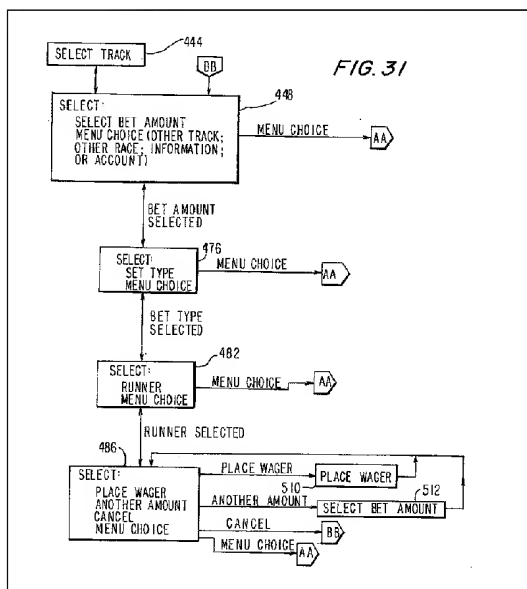 444
SELECT TRACK
BB
FIG. 31
448
SELECT:
SELECT BET AMOUNT
MENU CHOICE (OTHER TRACK;
OTHER RACE; INFORMATION;
OR ACCOUNT)
MENU CHOICE
AA
BET AMOUNT
SELECTED
476
SELECT:
SET TYPE
MENU CHOICE
MENU CHOICE
AA
BET TYPE
SELECTED
482
SELECT:
RUNNER
MENU CHOICE
MENU CHOICE
AA
RUNNER SELECTED
486
SELECT:
PLACE WAGER
ANOTHER AMOUNT
CANCEL
MENU CHOICE
PLACE WAGER
510
PLACE WAGER
ANOTHER AMOUNT
512
SELECT BET AMOUNT
CANCEL
BB
MENU CHOICE
AA